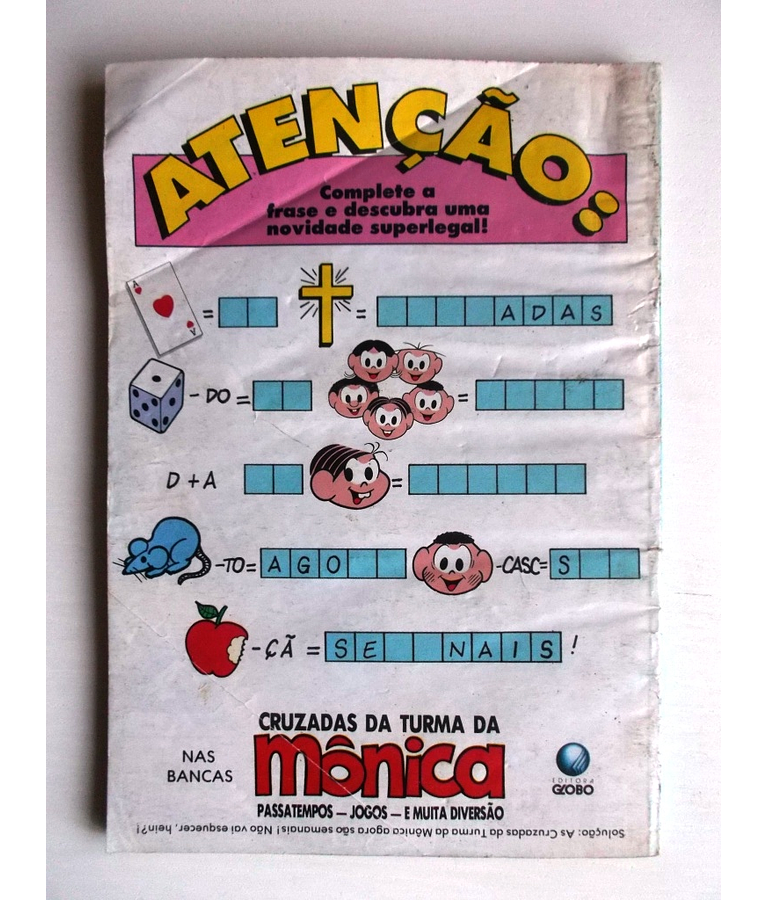 ATENÇÃO:
Complete a
frase e descubra uma
novidade superlegal!
A
A
= = ADAS
- DO = =
D + A =
-TO= AGO -CASC= S
-ÇÃ = SE NAIS !
CRUZADAS DA TURMA DA
NAS
BANCAS
mônica
EDITORA
GLOBO
PASSATEMPOS — JOGOS — E MUITA DIVERSÃO
Solução: As Cruzadas da Turma da Mônica agora são semanais! Não vai esquecer, hein?!